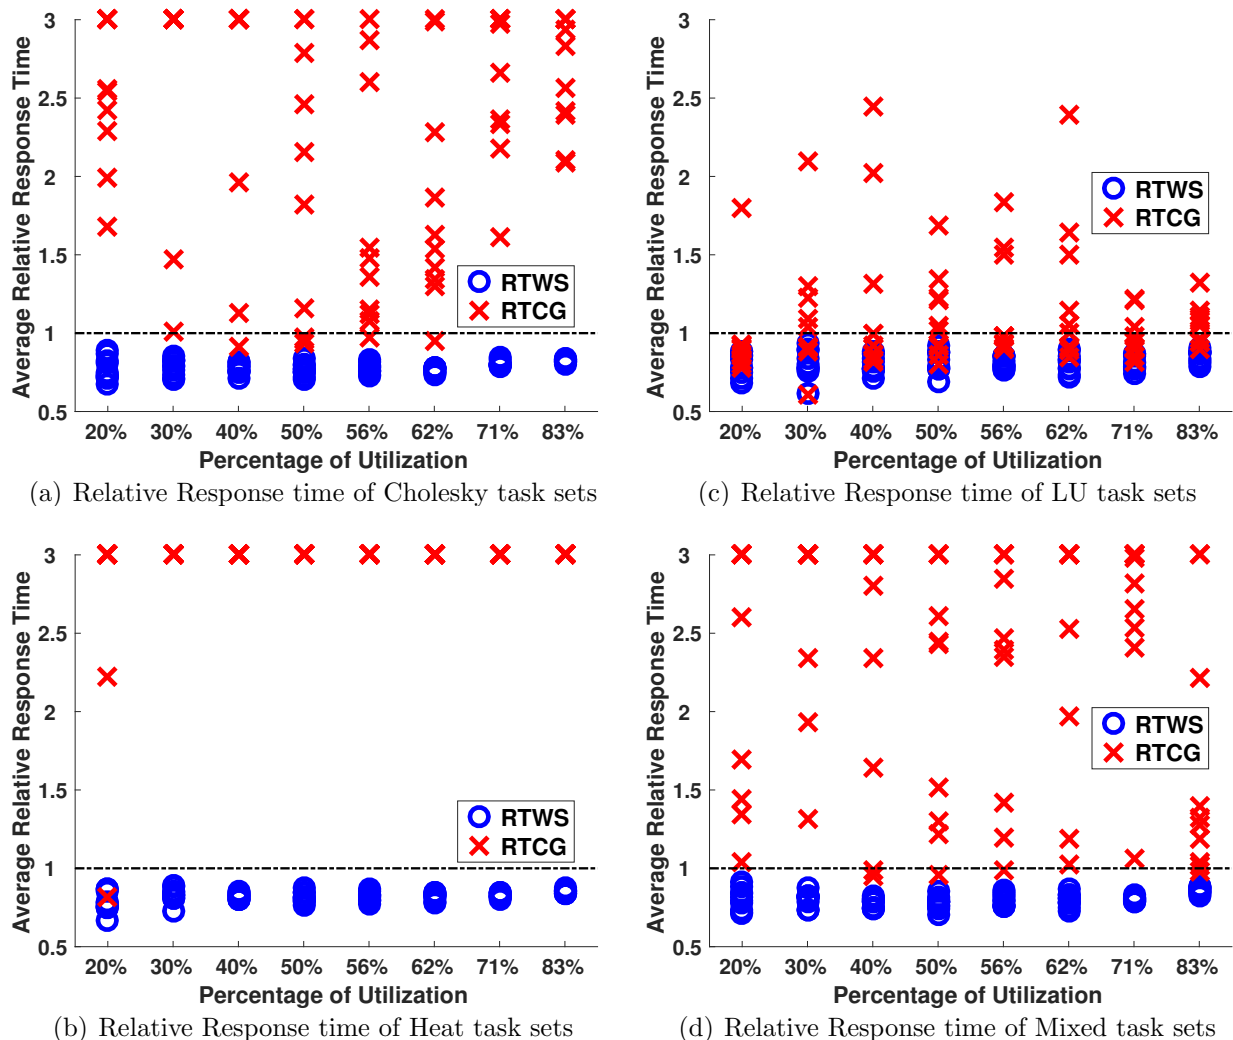 Average Relative Response Time
3
2.5
2
1.5
1
0.5
RTWS
RTCG
20% 30% 40% 50% 56% 62% 71% 83%
Percentage of Utilization
(a) Relative Response time of Cholesky task sets
Average Relative Response Time
3
2.5
2
1.5
1
0.5
RTWS
RTCG
20% 30% 40% 50% 56% 62% 71% 83%
Percentage of Utilization
(c) Relative Response time of LU task sets
Average Relative Response Time
3
2.5
2
1.5
1
0.5
RTWS
RTCG
20% 30% 40% 50% 56% 62% 71% 83%
Percentage of Utilization
(b) Relative Response time of Heat task sets
Average Relative Response Time
3
2.5
2
1.5
1
0.5
RTWS
RTCG
20% 30% 40% 50% 56% 62% 71% 83%
Percentage of Utilization
(d) Relative Response time of Mixed task sets